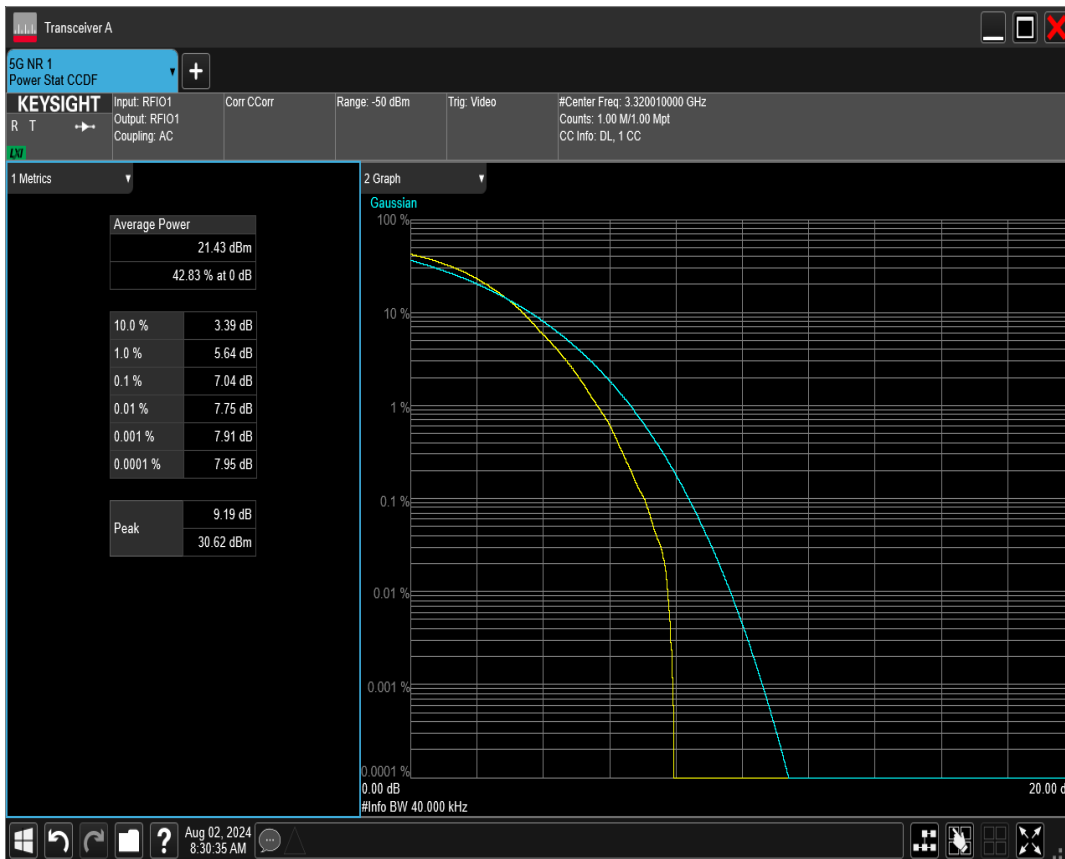 Transceiver A
5G NR 1
Power Stat CCDF
+
KEYSIGHT
R T
LXI
Input: RFIO1
Output: RFIO1
Coupling: AC
Corr CCorr
Range: -50 dBm
Trig: Video
#Center Freq: 3.320010000 GHz
Counts: 1.00 M/1.00 Mpt
CC Info: DL, 1 CC
1 Metrics
Average Power
21.43 dBm
42.83 % at 0 dB
10.0 % 3.39 dB
1.0 % 5.64 dB
0.1 % 7.04 dB
0.01 % 7.75 dB
0.001 % 7.91 dB
0.0001 % 7.95 dB
Peak
9.19 dB
30.62 dBm
2 Graph
Gaussian
100 %
10 %
1 %
0.1 %
0.01 %
0.001 %
0.0001 %
0.00 dB
20.00 d
#Info BW 40.000 kHz
?
Aug 02, 2024
8:30:35 AM